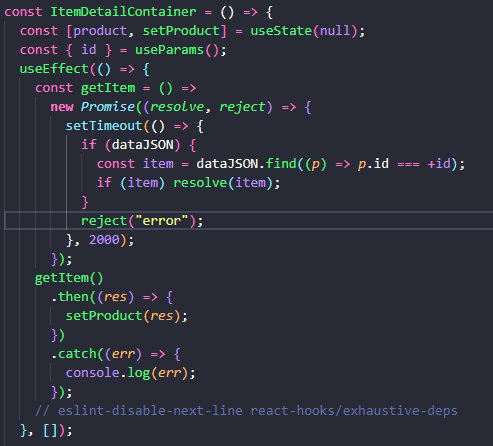 const ItemDetailContainer = () => {
  const [product, setProduct] = useState(null);
  const { id } = useParams();
  useEffect(() => {
    const getItem = () =>
      new Promise((resolve, reject) => {
        setTimeout(() => {
          if (dataJSON) {
            const item = dataJSON.find((p) => p.id === +id);
            if (item) resolve(item);
          }
          reject("error");
        }, 2000);
      });
    getItem()
      .then((res) => {
        setProduct(res);
      })
      .catch((err) => {
        console.log(err);
      });
    // eslint-disable-next-line react-hooks/exhaustive-deps
  }, []);